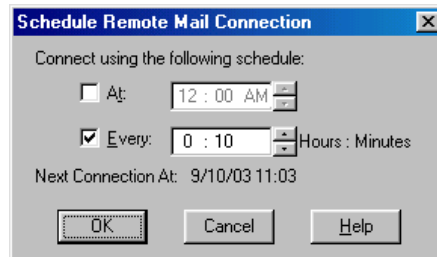 Schedule Remote Mail Connection
Connect using the following schedule:
At: 12 : 00 AM
Every: 0 : 10 Hours : Minutes
Next Connection At: 9/10/03 11:03
OK Cancel Help